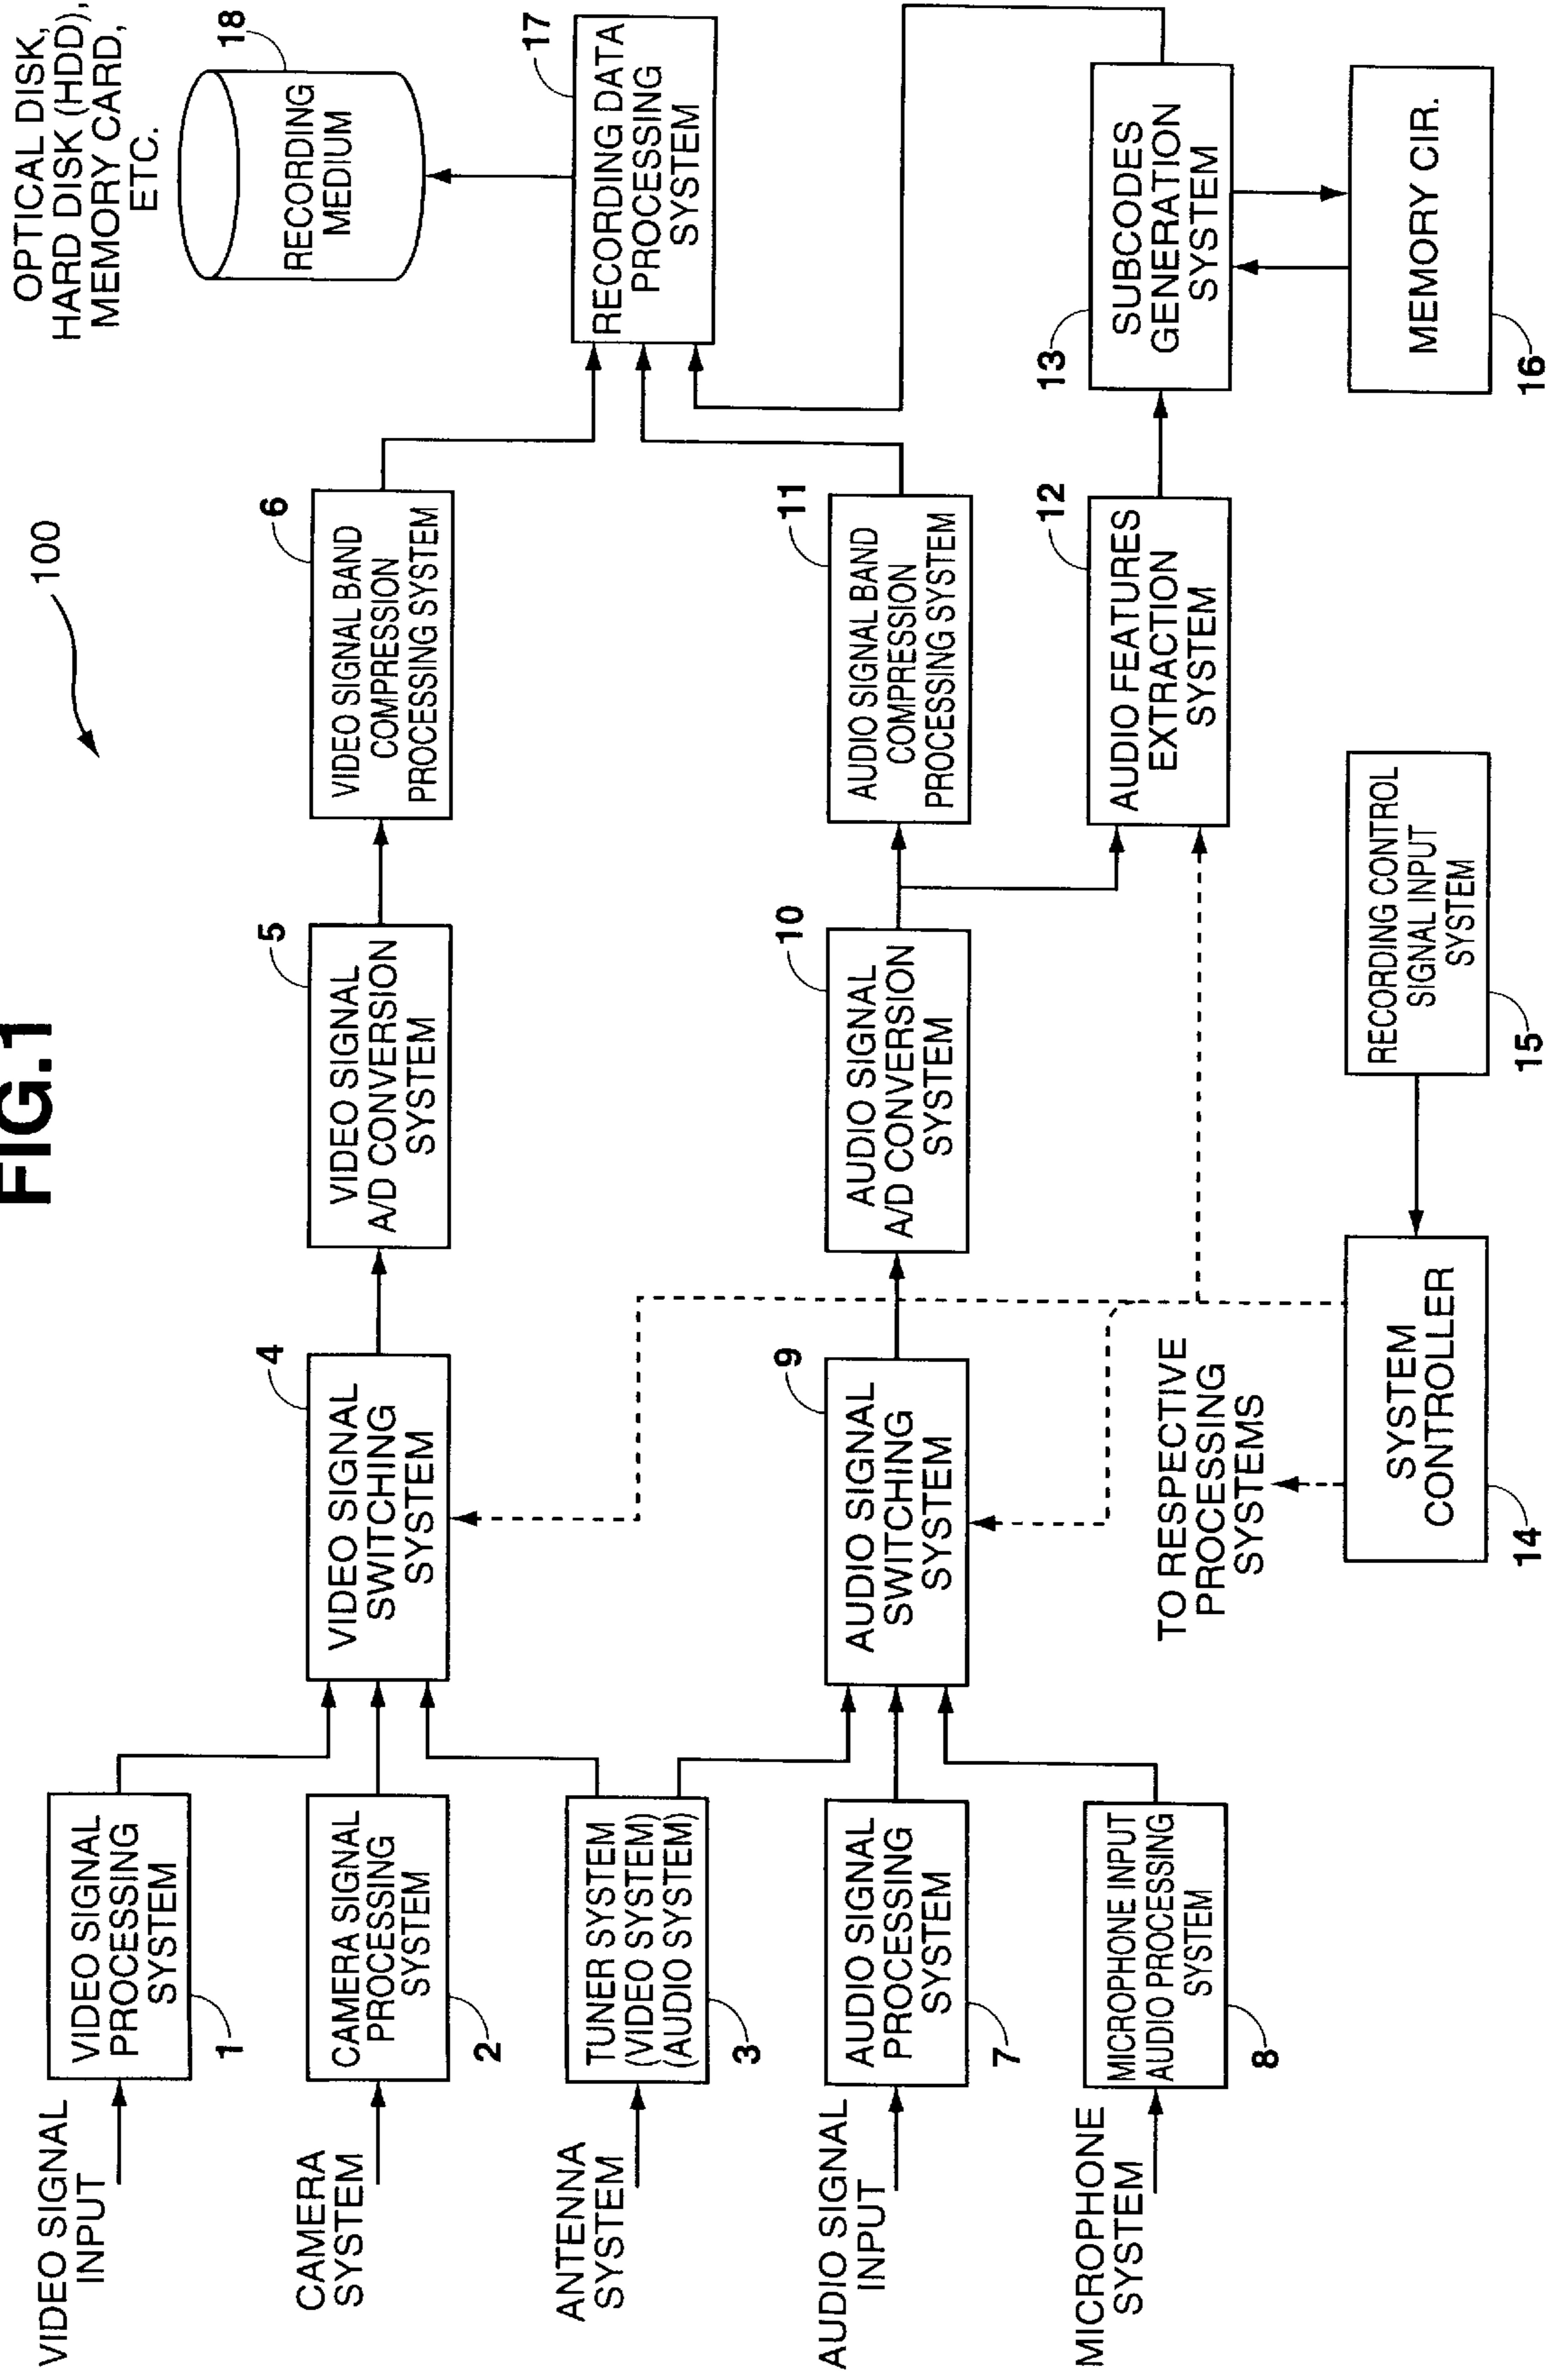 FIG.1
100
VIDEO SIGNAL
INPUT
VIDEO SIGNAL
PROCESSING
SYSTEM
1
CAMERA
SYSTEM
CAMERA SIGNAL
PROCESSING
SYSTEM
2
ANTENNA
SYSTEM
TUNER SYSTEM
(VIDEO SYSTEM)
(AUDIO SYSTEM)
3
AUDIO SIGNAL
INPUT
AUDIO SIGNAL
PROCESSING
SYSTEM
7
MICROPHONE
SYSTEM
MICROPHONE INPUT
AUDIO PROCESSING
SYSTEM
8
4
VIDEO SIGNAL
SWITCHING
SYSTEM
9
AUDIO SIGNAL
SWITCHING
SYSTEM
TO RESPECTIVE
PROCESSING
SYSTEMS
SYSTEM
CONTROLLER
14
5
VIDEO SIGNAL
A/D CONVERSION
SYSTEM
10
AUDIO SIGNAL
A/D CONVERSION
SYSTEM
RECORDING CONTROL
SIGNAL INPUT
SYSTEM
15
6
VIDEO SIGNAL BAND
COMPRESSION
PROCESSING SYSTEM
11
AUDIO SIGNAL BAND
COMPRESSION
PROCESSING SYSTEM
12
AUDIO FEATURES
EXTRACTION
SYSTEM
OPTICAL DISK,
HARD DISK (HDD),
MEMORY CARD,
ETC.
18
RECORDING
MEDIUM
17
RECORDING DATA
PROCESSING
SYSTEM
13
SUBCODES
GENERATION
SYSTEM
MEMORY CIR.
16